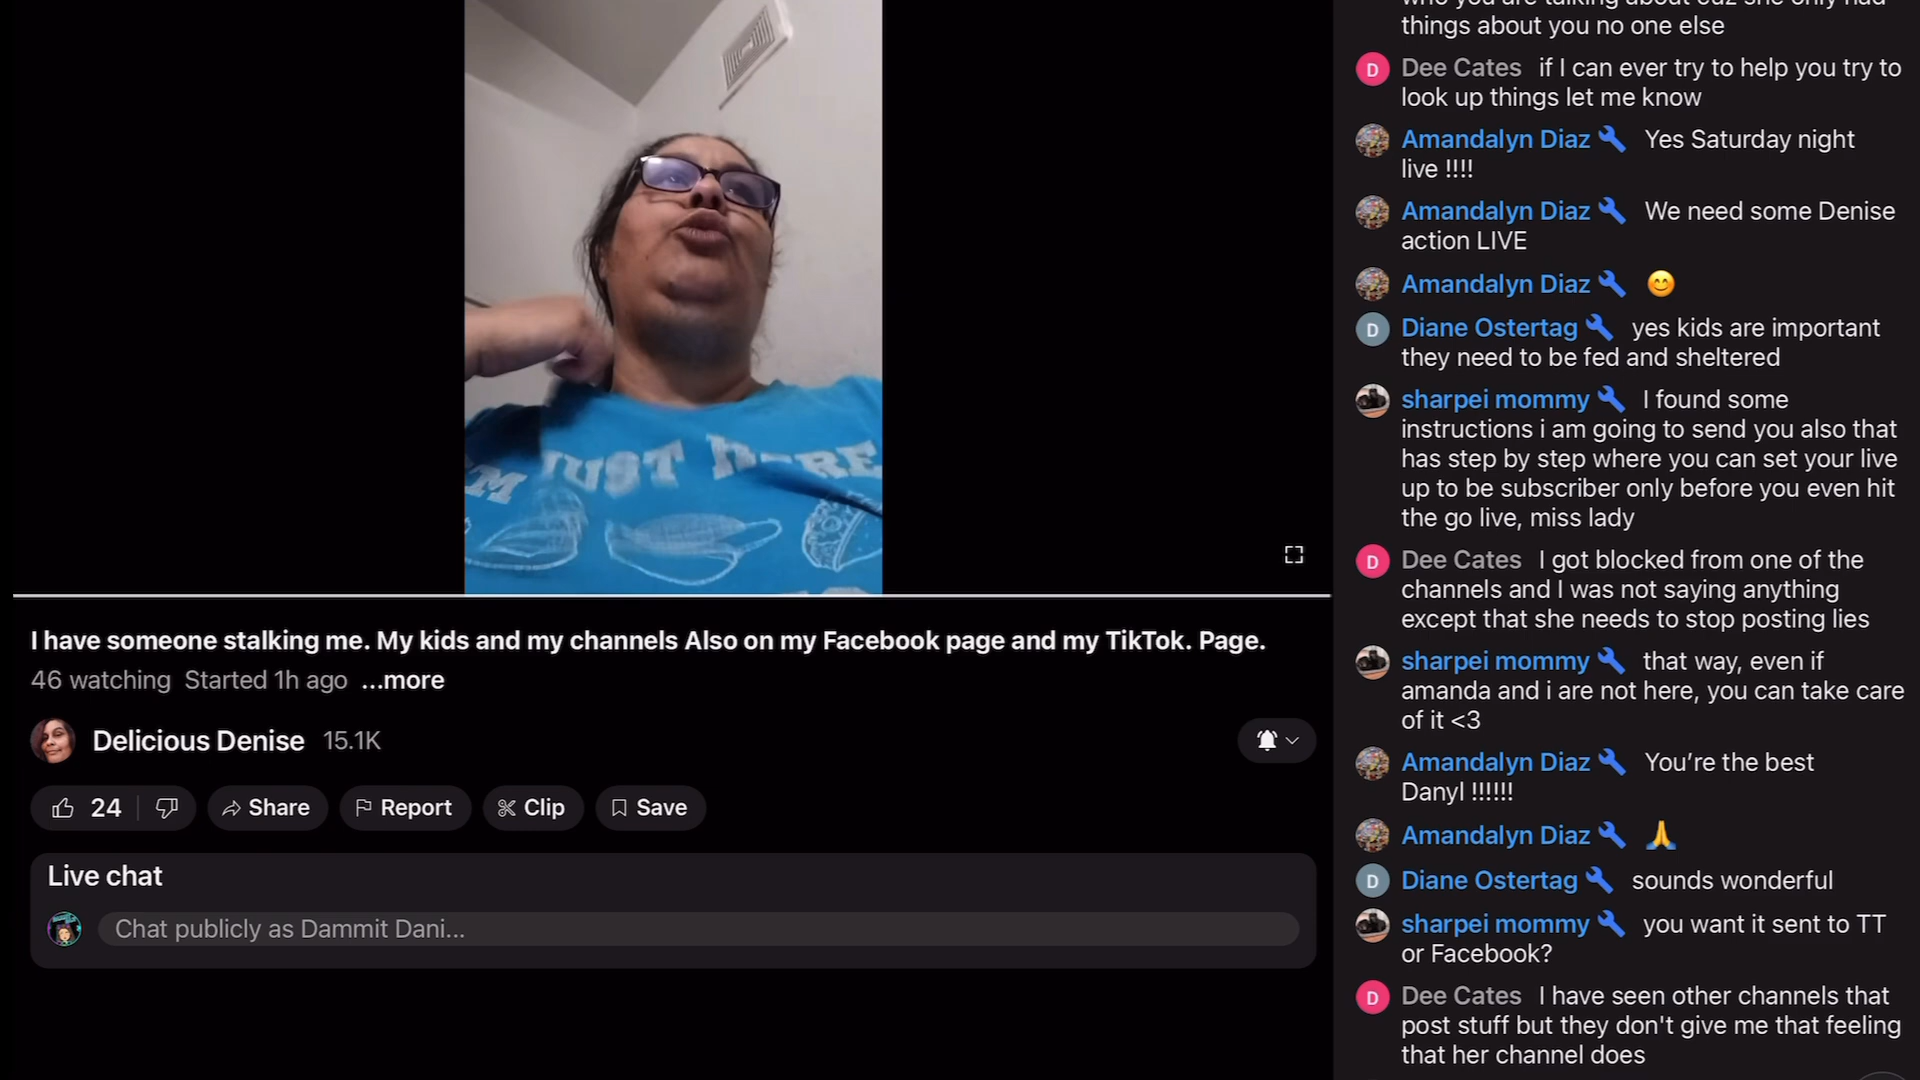 M JUST HERE
I have someone stalking me. My kids and my channels Also on my Facebook page and my TikTok. Page.
46 watching Started 1h ago ...more
Delicious Denise 15.1K
24 Share Report Clip Save
Live chat
Chat publicly as Dammit Dani...
things about you no one else
D Dee Cates if I can ever try to help you try to
look up things let me know
Amandalyn Diaz Yes Saturday night
live !!!!
Amandalyn Diaz We need some Denise
action LIVE
Amandalyn Diaz 😊
D Diane Ostertag yes kids are important
they need to be fed and sheltered
sharpei mommy I found some
instructions i am going to send you also that
has step by step where you can set your live
up to be subscriber only before you even hit
the go live, miss lady
D Dee Cates I got blocked from one of the
channels and I was not saying anything
except that she needs to stop posting lies
sharpei mommy that way, even if
amanda and i are not here, you can take care
of it <3
Amandalyn Diaz You’re the best
Danyl !!!!!!
Amandalyn Diaz 🙏
D Diane Ostertag sounds wonderful
sharpei mommy you want it sent to TT
or Facebook?
D Dee Cates I have seen other channels that
post stuff but they don't give me that feeling
that her channel does